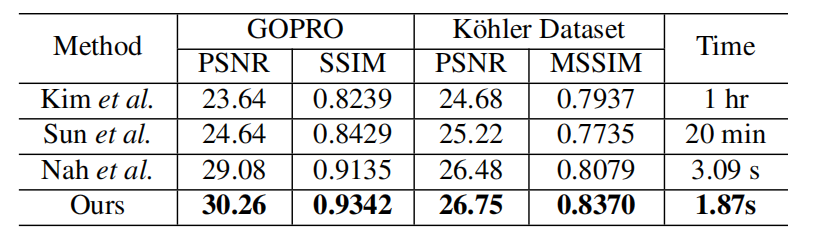 Method GOPRO Köhler Dataset Time
PSNR SSIM PSNR MSSIM
Kim et al. 23.64 0.8239 24.68 0.7937 1 hr
Sun et al. 24.64 0.8429 25.22 0.7735 20 min
Nah et al. 29.08 0.9135 26.48 0.8079 3.09 s
Ours 30.26 0.9342 26.75 0.8370 1.87s